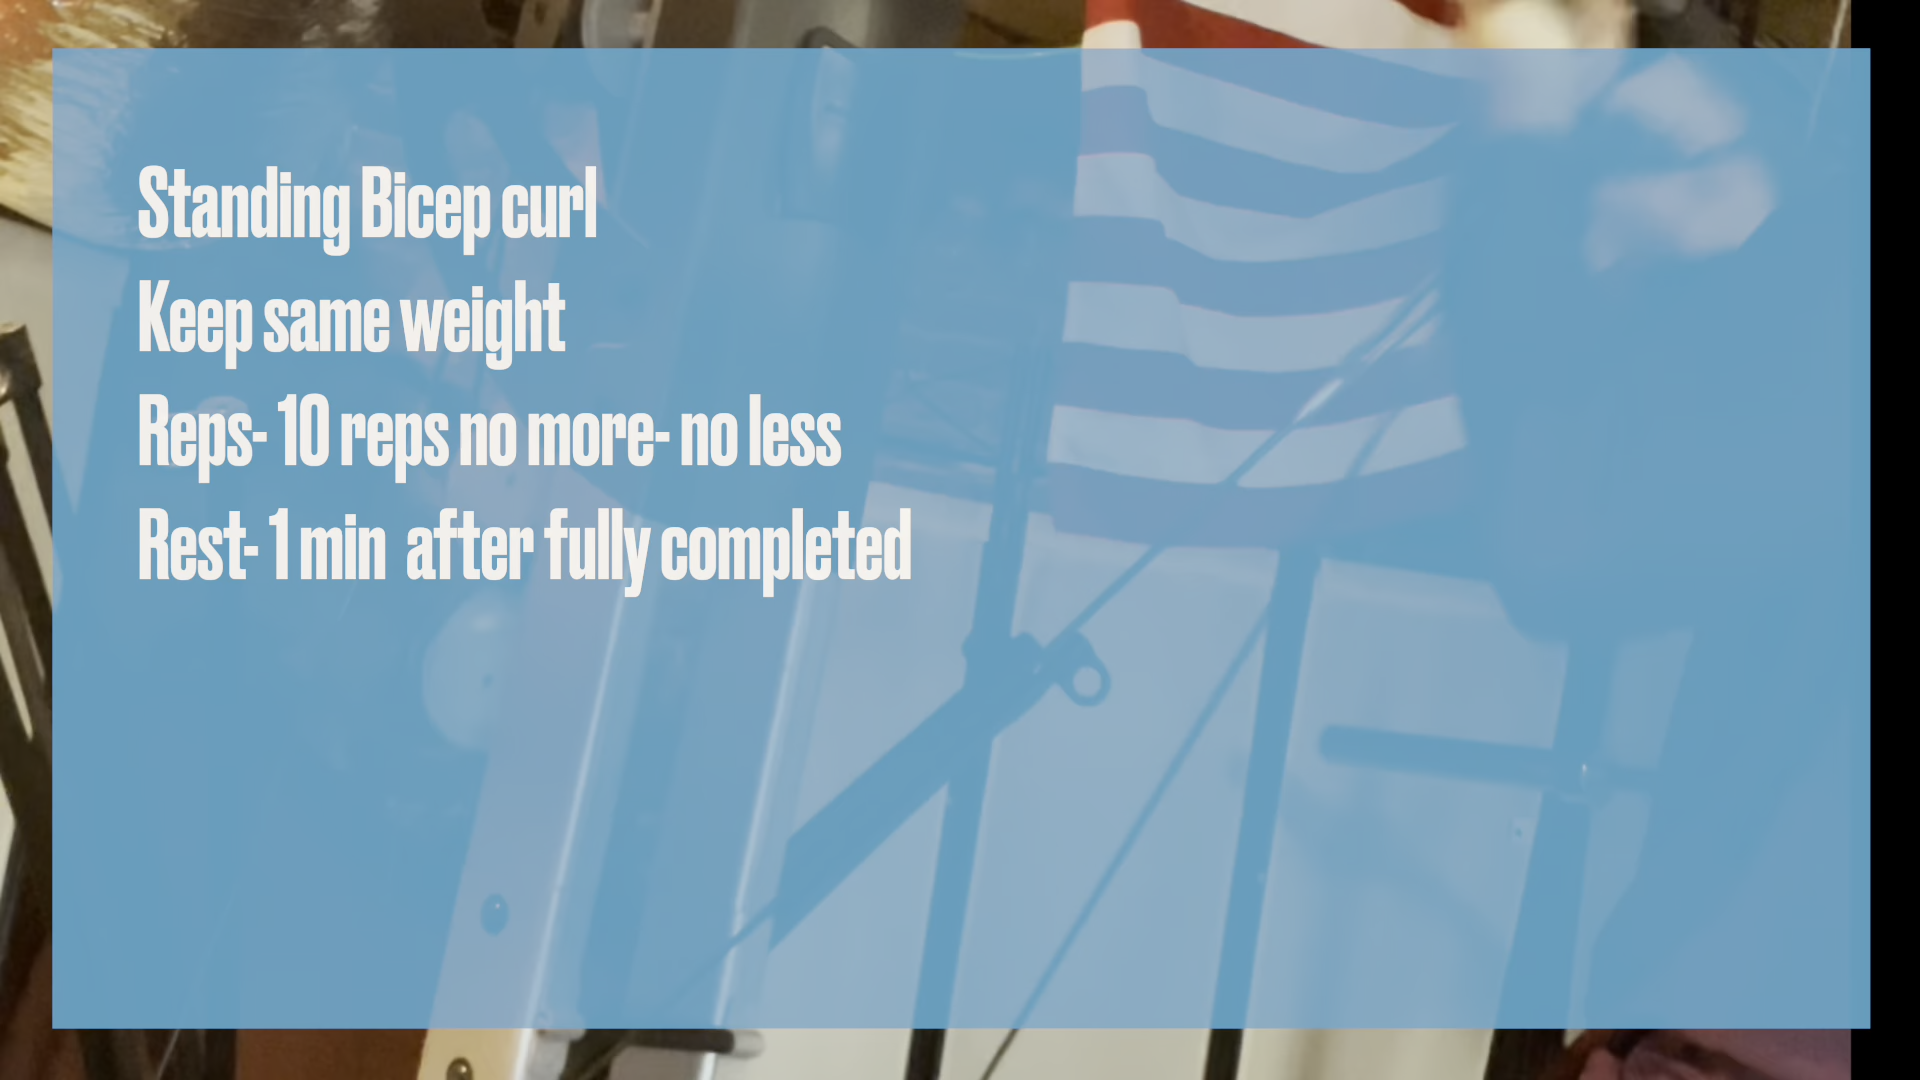 Standing Bicep curl
Keep same weight
Reps- 10 reps no more- no less
Rest- 1 min  after fully completed